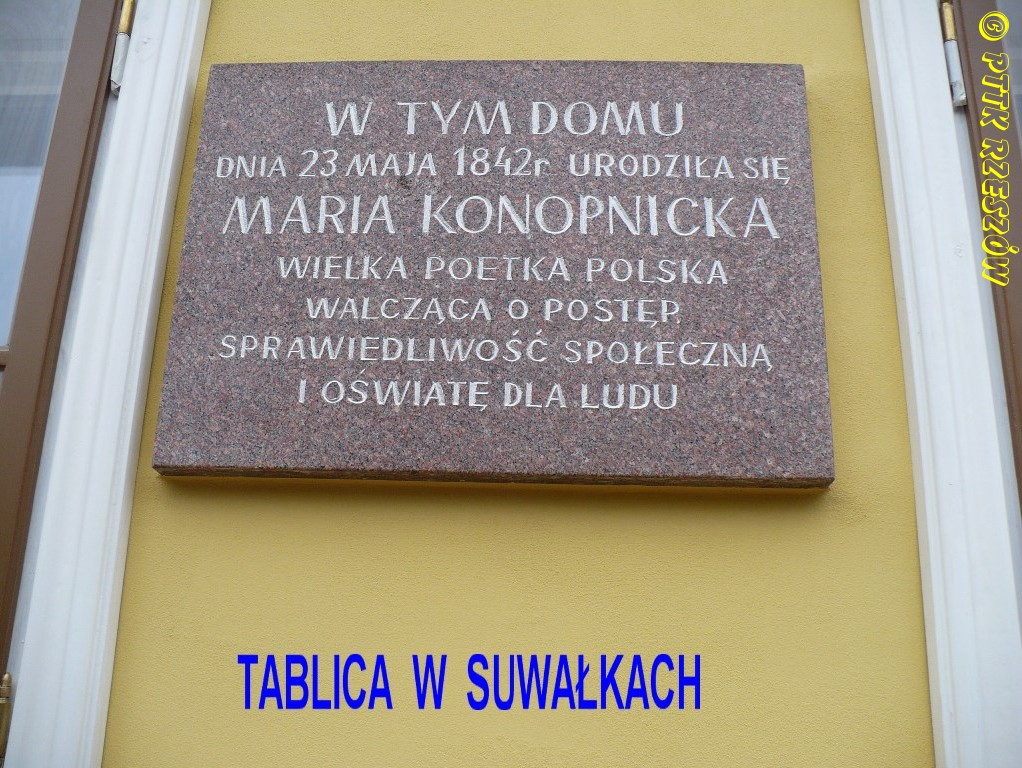 W TYM DOMU
DNIA 23 MAJA 1842r. URODZIŁA SIĘ
MARIA KONOPNICKA
WIELKA POETKA POLSKA
WALCZĄCA O POSTĘP,
SPRAWIEDLIWOŚĆ SPOŁECZNĄ
I OŚWIATĘ DLA LUDU
TABLICA W SUWAŁKACH
© PTTK RZESZÓW